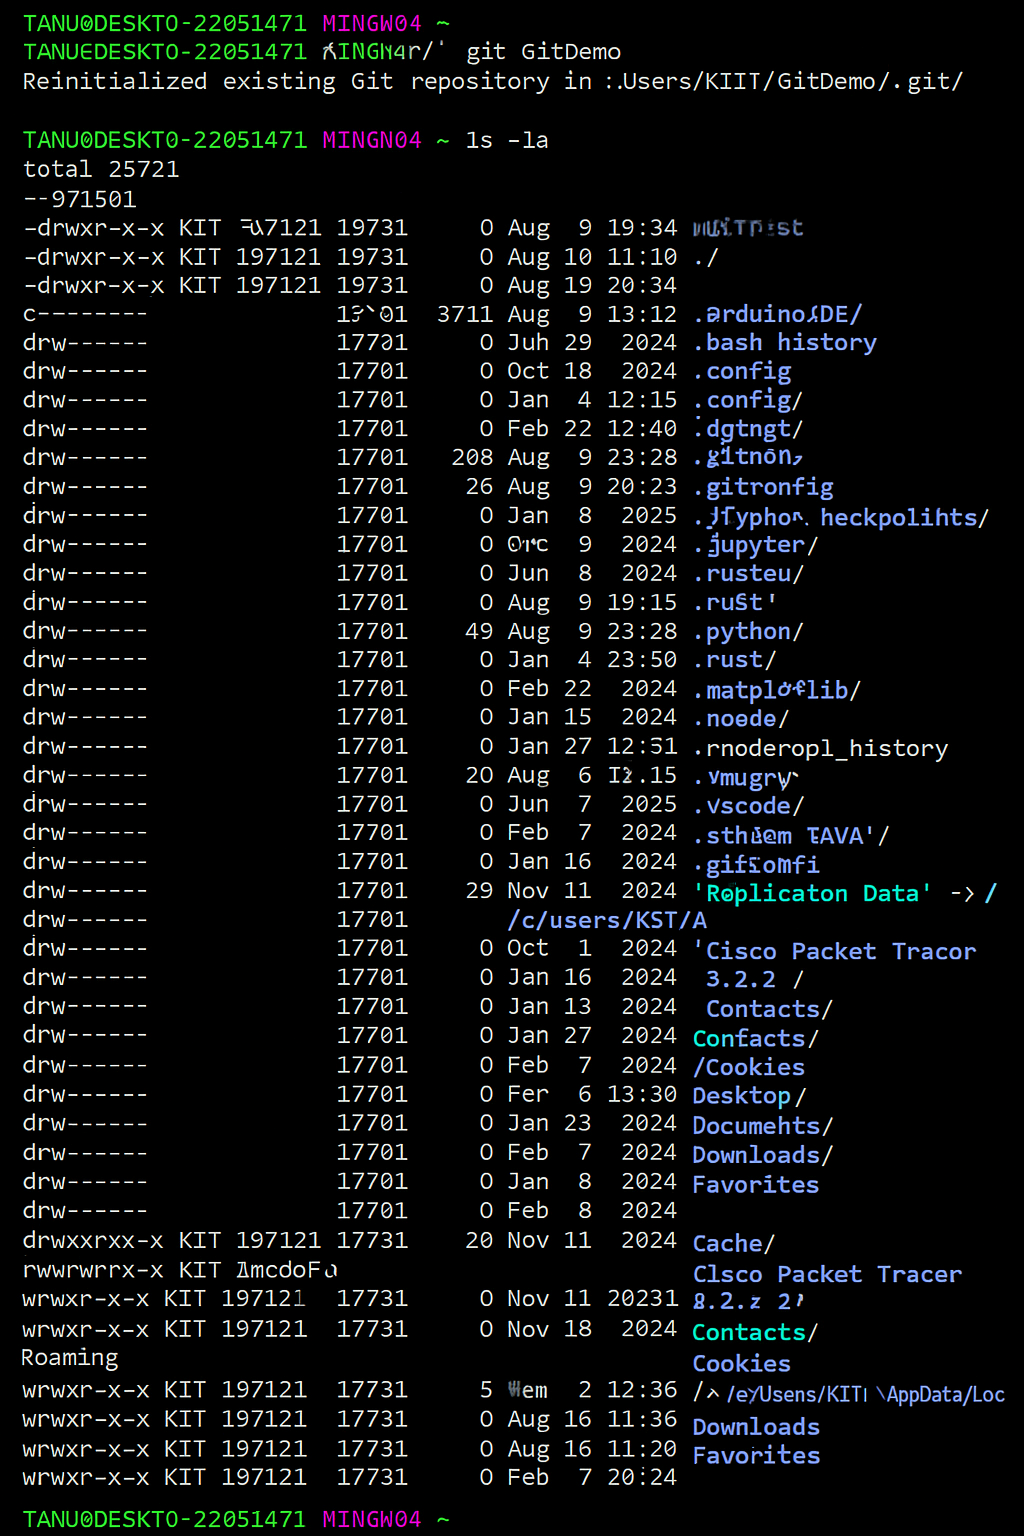 TANU@DESKTO-22051471 MINGW04 ~
TANUEDESKTO-22051471 git GitDemo
Reinitialized existing Git repository in :.Users/KIIT/GitDemo/.git/
TANU@DESKTO-22051471 MINGN04 ~ 1s -la
total 25721
--971501
-drwxr-x-x KIT 19731 0 Aug 9 19:34
-drwxr-x-x KIT 197121 19731 0 Aug 10 11:10 ./
-drwxr-x-x KIT 197121 19731 0 Aug 19 20:34
c-------- 3711 Aug 9 13:12
drw------ 17701 0 Juh 29 2024 .bash history
drw------ 17701 0 Oct 18 2024 .config
drw------ 17701 0 Jan 4 12:15 .config/
drw------ 17701 0 Feb 22 12:40 .dgtngt/
drw------ 17701 208 Aug 9 23:28
drw------ 17701 26 Aug 9 20:23 .gitronfig
drw------ 17701 0 Jan 8 2025 heckpolihts/
drw------ 17701 0 9 2024 .jupyter/
drw------ 17701 0 Jun 8 2024 .rusteu/
drw------ 17701 0 Aug 9 19:15 .ruSt'
drw------ 17701 49 Aug 9 23:28 .python/
drw------ 17701 0 Jan 4 23:50 .rust/
drw------ 17701 0 Feb 22 2024
drw------ 17701 0 Jan 15 2024 .noede/
drw------ 17701 0 Jan 27 12:51 .rnoderopl_history
drw------ 17701 20 Aug 6 .vmugry
drw------ 17701 0 Jun 7 2025 .vscode/
drw------ 17701 0 Feb 7 2024
drw------ 17701 0 Jan 16 2024
drw------ 17701 29 Nov 11 2024 'Roplicaton Data' -> /
drw------ 17701 /c/users/KST/A
drw------ 17701 0 Oct 1 2024 'Cisco Packet Tracor
drw------ 17701 0 Jan 16 2024 3.2.2 /
drw------ 17701 0 Jan 13 2024 Contacts/
drw------ 17701 0 Jan 27 2024 Confacts/
drw------ 17701 0 Feb 7 2024 /Cookies
drw------ 17701 0 Fer 6 13:30 Desktop/
drw------ 17701 0 Jan 23 2024 Documehts/
drw------ 17701 0 Feb 7 2024 Downloads/
drw------ 17701 0 Jan 8 2024 Favorites
drw------ 17701 0 Feb 8 2024
drwxxrxx-x KIT 197121 17731 20 Nov 11 2024 Cache/
rwwrwrrx-x KIT Clsco Packet Tracer
wrwxr-x-x KIT 197121 17731 0 Nov 11 20231
wrwxr-x-x KIT 197121 17731 0 Nov 18 2024 Contacts/
Roaming Cookies
wrwxr-x-x KIT 197121 17731 5 2 12:36
wrwxr-x-x KIT 197121 17731 0 Aug 16 11:36 Downloads
wrwxr-x-x KIT 197121 17731 0 Aug 16 11:20 Favorites
wrwxr-x-x KIT 197121 17731 0 Feb 7 20:24
TANU@DESKTO-22051471 MINGW04 ~